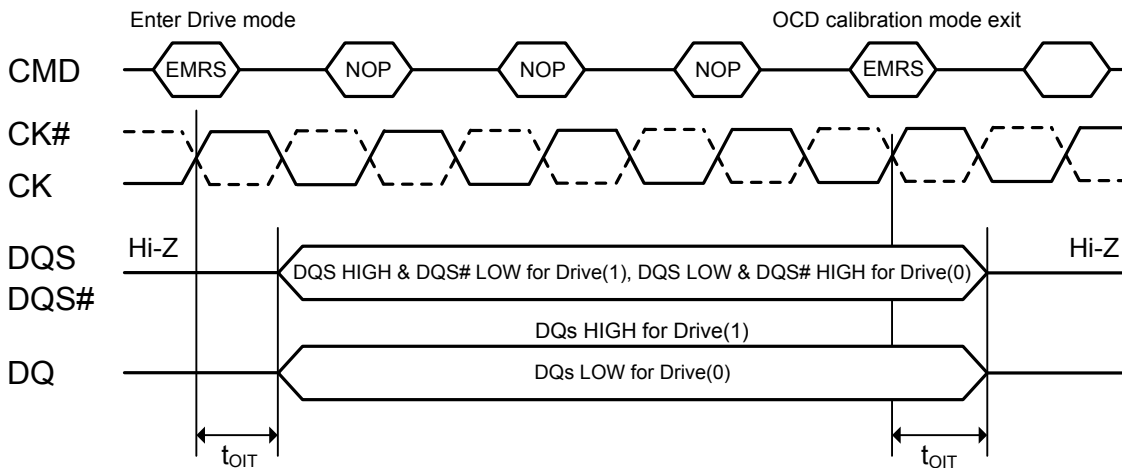 Enter Drive mode OCD calibration mode exit
CMD EMRS NOP NOP NOP EMRS
CK#
CK
Hi-Z Hi-Z
DQS DQS HIGH & DQS# LOW for Drive(1), DQS LOW & DQS# HIGH for Drive(0)
DQS#
DQs HIGH for Drive(1)
DQ DQs LOW for Drive(0)
tOIT tOIT